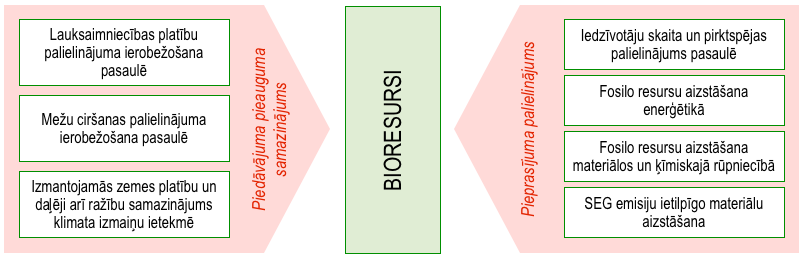 Lauksaimniecības platību
palielinājuma ierobežošana
pasaulē
Mežu ciršanas palielinājuma
ierobežošana pasaulē
Izmantojamās zemes platību un
daļēji arī ražību samazinājums
klimata izmaiņu ietekmē
Piedāvājuma pieauguma
samazinājums
BIORESURSI
Pieprasījuma palielinājums
Iedzīvotāju skaita un pirktspējas
palielinājums pasaulē
Fosilo resursu aizstāšana
enerģētikā
Fosilo resursu aizstāšana
materiālos un ķīmiskajā rūpniecībā
SEG emisiju ietilpīgo materiālu
aizstāšana